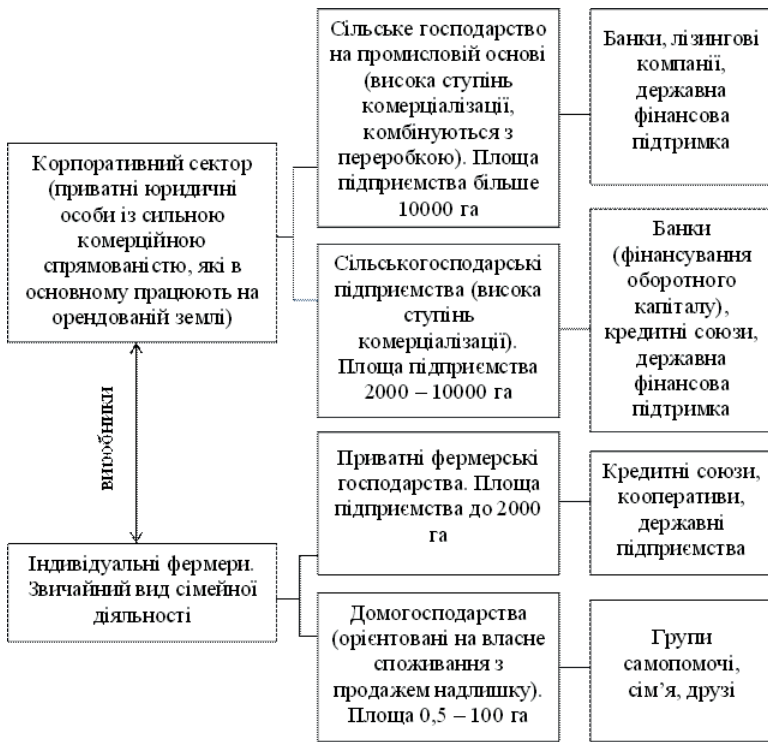 Сільське господарство
на промисловій основі
(висока ступінь
комерціалізації,
комбінуються з
переробкою). Площа
підприємства більше
10000 га
Банки, лізингові
компанії,
державна
фінансова
підтримка
Корпоративний сектор
(приватні юридичні
особи із сильною
комерційною
спрямованістю, які в
основному працюють на
орендованій землі)
Сільськогосподарські
підприємства (висока
ступінь
комерціалізації).
Площа підприємства
2000 – 10000 га
Банки
(фінансування
оборотного
капіталу),
кредитні союзи,
державна
фінансова
підтримка
виробники
Приватні фермерські
господарства. Площа
підприємства до 2000
га
Кредитні союзи,
кооперативи,
державні
підприємства
Індивідуальні фермери.
Звичайний вид сімейної
діяльності
Домогосподарства
(орієнтовані на власне
споживання з
продажем надлишку).
Площа 0,5 – 100 га
Групи
самопомочі,
сім’я, друзі